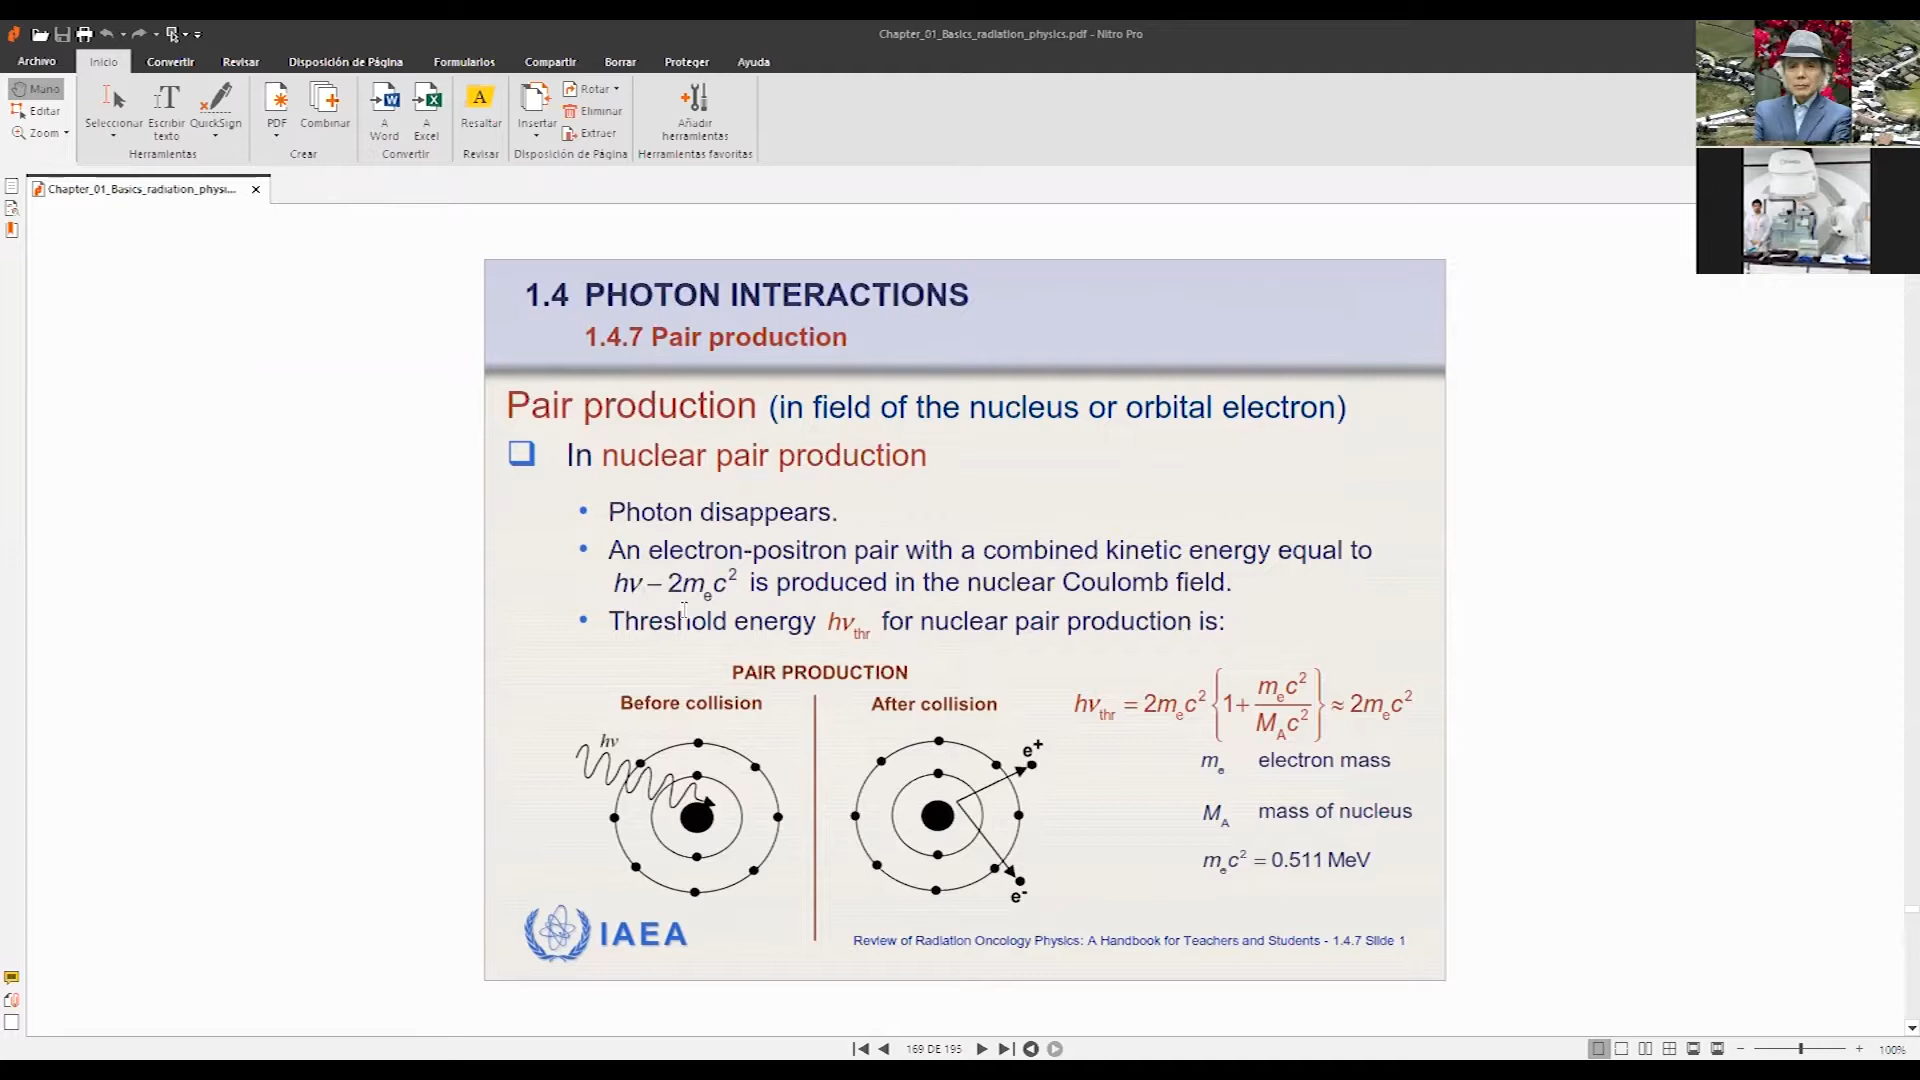 Chapter_01_Basics_radiation_physics.pdf - Nitro Pro
Archivo Inicio Convertir Revisar Disposición de Página Formularios Compartir Borrar Proteger Ayuda
Mano
Editar
Zoom
Seleccionar
Escribir texto
QuickSign
Herramientas
PDF
Combinar
Crear
A Word
A Excel
Convertir
Resaltar
Revisar
Insertar
Rotar
Eliminar
Extraer
Disposición de Página
Añadir herramientas
Herramientas favoritas
Chapter_01_Basics_radiation_physi...
1.4 PHOTON INTERACTIONS
1.4.7 Pair production
Pair production (in field of the nucleus or orbital electron)
In nuclear pair production
• Photon disappears.
• An electron-positron pair with a combined kinetic energy equal to
hν – 2mₑc² is produced in the nuclear Coulomb field.
• Threshold energy hν_thr for nuclear pair production is:
PAIR PRODUCTION
Before collision After collision
hν
e+
e-
hν_thr = 2mₑc² {1 + mₑc² / M_Ac²} ≈ 2mₑc²
mₑ electron mass
M_A mass of nucleus
mₑc² = 0.511 MeV
IAEA
Review of Radiation Oncology Physics: A Handbook for Teachers and Students - 1.4.7 Slide 1
169 DE 195
100%